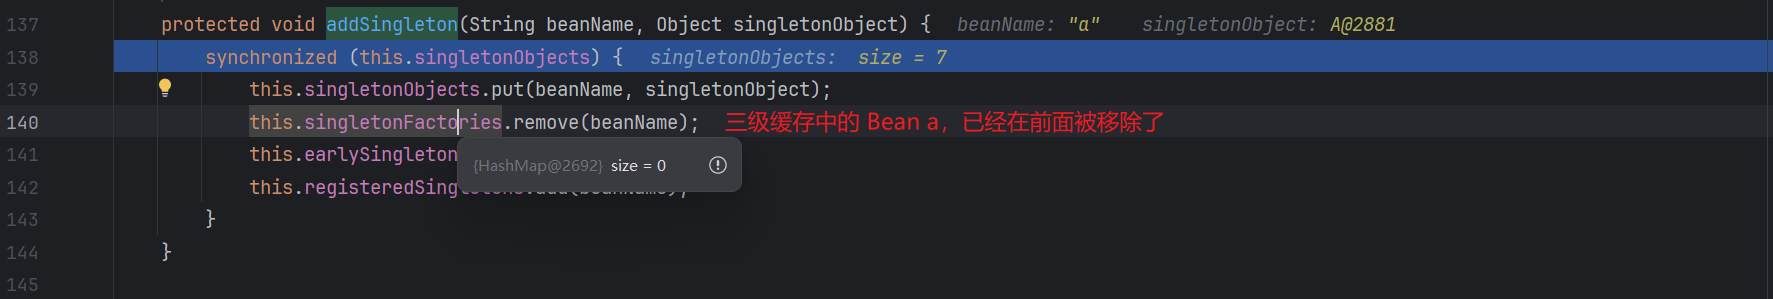 137 protected void addSingleton(String beanName, Object singletonObject) { beanName: "a" singletonObject: A@2881
138 synchronized (this.singletonObjects) { singletonObjects: size = 7
139 this.singletonObjects.put(beanName, singletonObject);
140 this.singletonFactories.remove(beanName); 三级缓存中的 Bean a，已经在前面被移除了
141 this.earlySingleton
{HashMap@2692} size = 0
142 this.registeredSingletons.add(beanName);
143 }
144 }
145